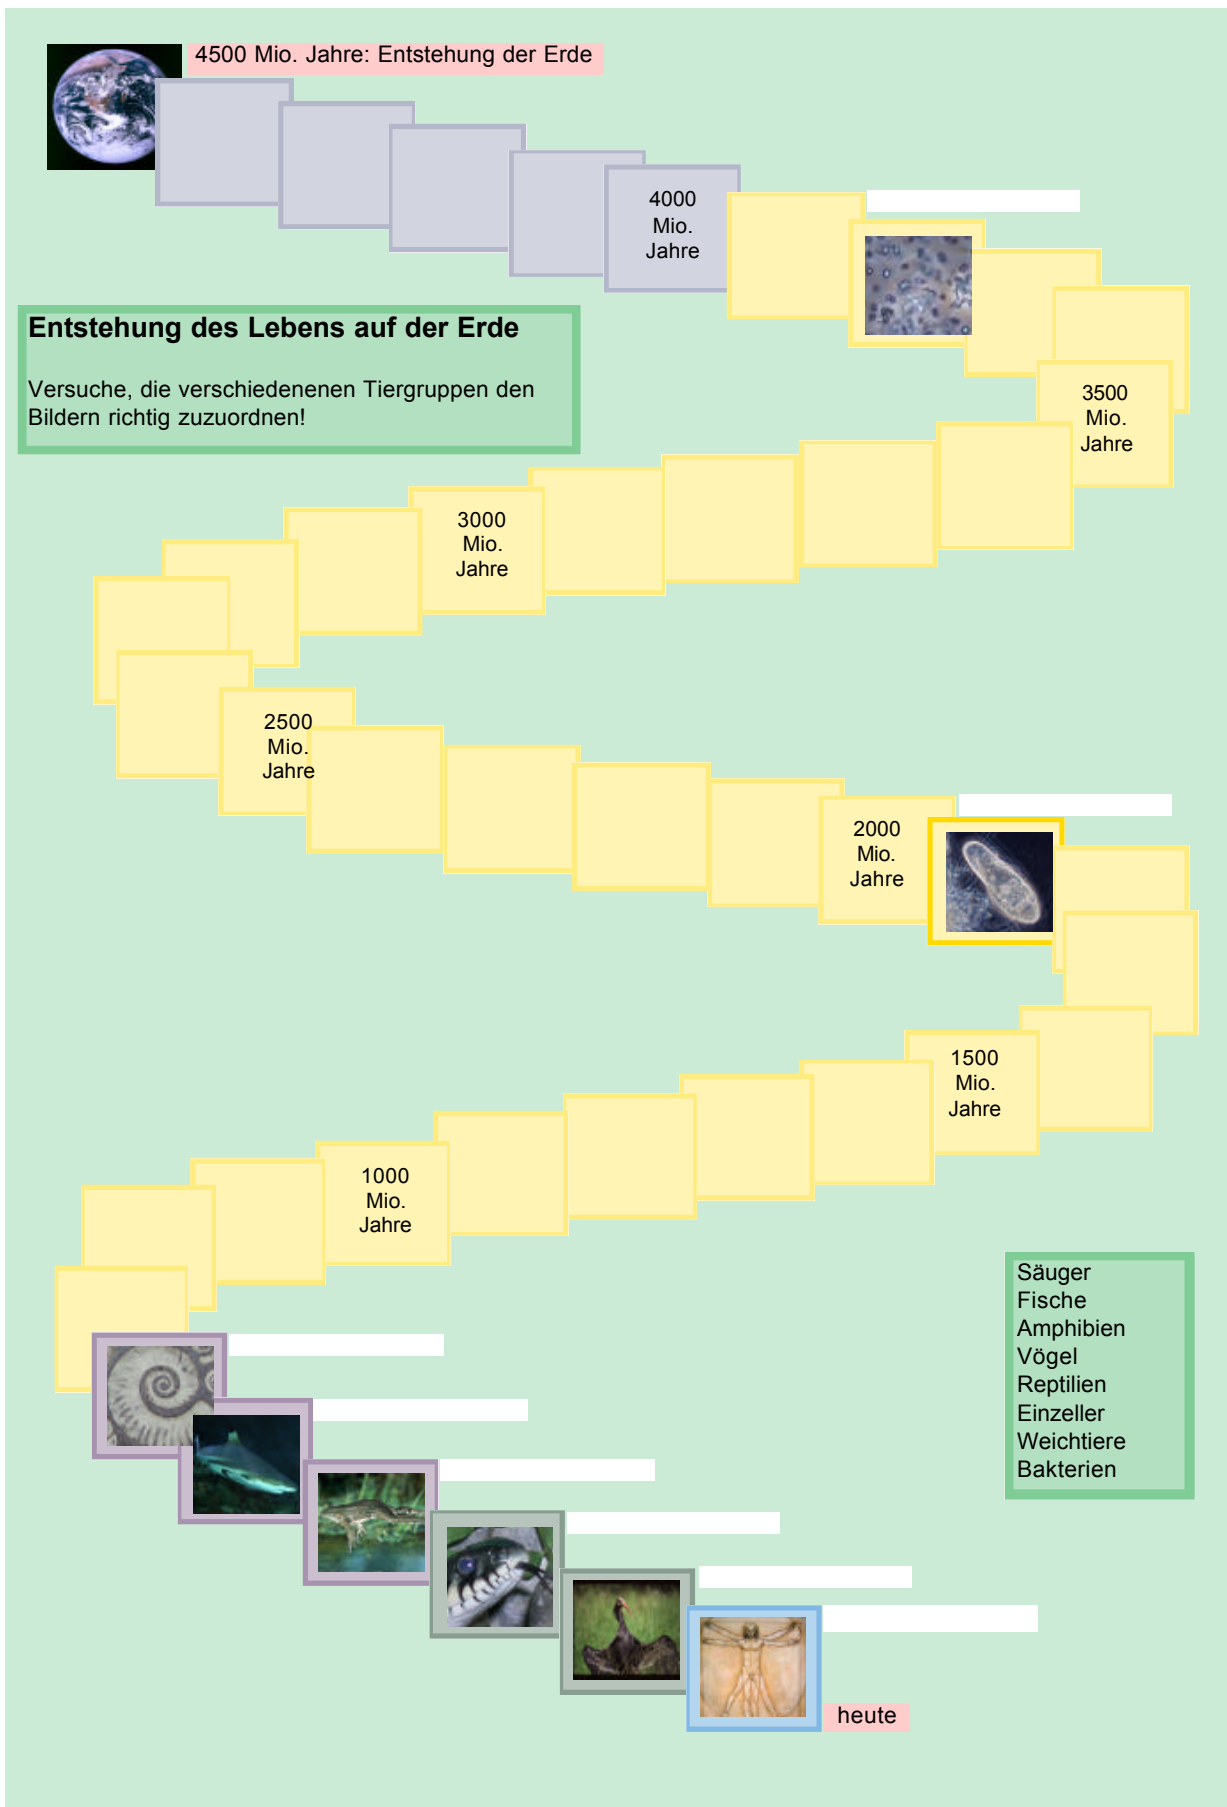 4500 Mio. Jahre: Entstehung der Erde
4000
Mio.
Jahre
Entstehung des Lebens auf der Erde
Versuche, die verschiedenenen Tiergruppen den
Bildern richtig zuzuordnen!
3500
Mio.
Jahre
3000
Mio.
Jahre
2500
Mio.
Jahre
2000
Mio.
Jahre
1500
Mio.
Jahre
1000
Mio.
Jahre
Säuger
Fische
Amphibien
Vögel
Reptilien
Einzeller
Weichtiere
Bakterien
heute